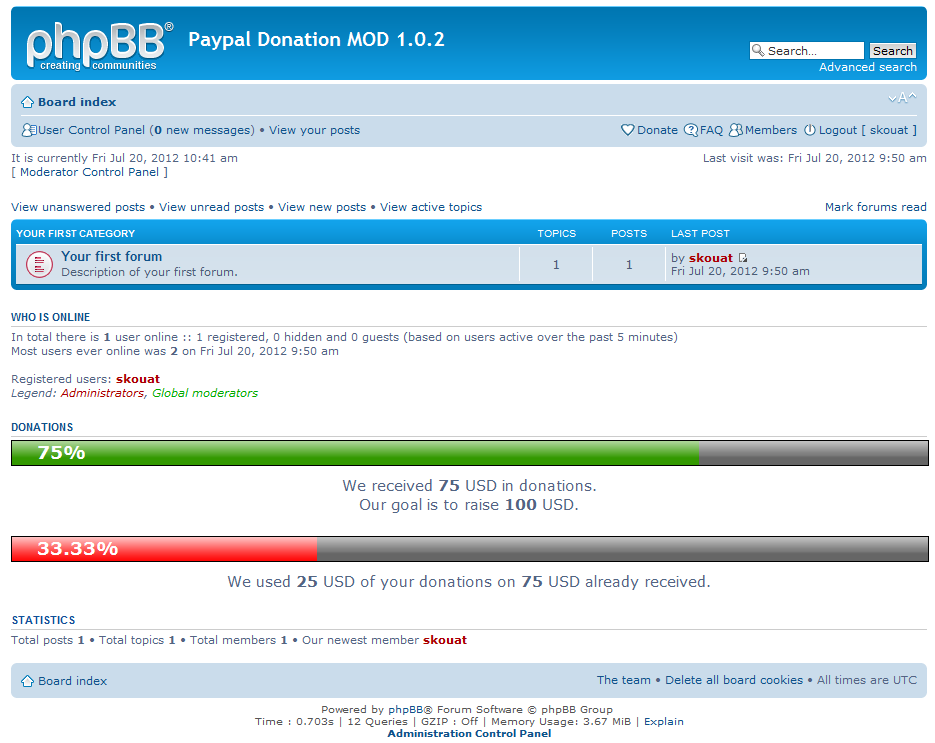 phpBB®
creating communities
Paypal Donation MOD 1.0.2
Search... Search
Advanced search
Board index
A
User Control Panel (0 new messages) • View your posts Donate FAQ Members Logout [ skouat ]
It is currently Fri Jul 20, 2012 10:41 am Last visit was: Fri Jul 20, 2012 9:50 am
[ Moderator Control Panel ]
View unanswered posts • View unread posts • View new posts • View active topics Mark forums read
YOUR FIRST CATEGORY TOPICS POSTS LAST POST
Your first forum 1 1 by skouat
Description of your first forum. Fri Jul 20, 2012 9:50 am
WHO IS ONLINE
In total there is 1 user online :: 1 registered, 0 hidden and 0 guests (based on users active over the past 5 minutes)
Most users ever online was 2 on Fri Jul 20, 2012 9:50 am
Registered users: skouat
Legend: Administrators, Global moderators
DONATIONS
75%
We received 75 USD in donations.
Our goal is to raise 100 USD.
33.33%
We used 25 USD of your donations on 75 USD already received.
STATISTICS
Total posts 1 • Total topics 1 • Total members 1 • Our newest member skouat
Board index The team • Delete all board cookies • All times are UTC
Powered by phpBB® Forum Software © phpBB Group
Time : 0.703s | 12 Queries | GZIP : Off | Memory Usage: 3.67 MiB | Explain
Administration Control Panel